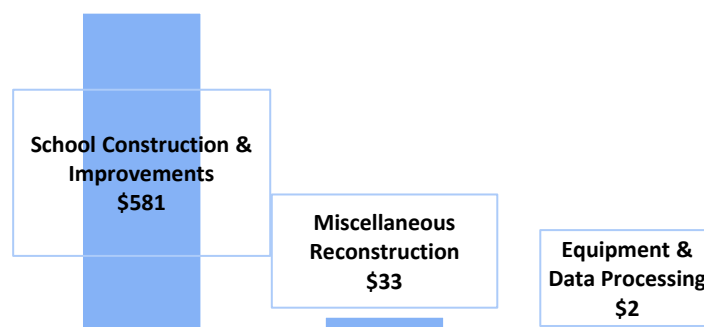 School Construction &
Improvements
$581
Miscellaneous
Reconstruction
$33
Equipment &
Data Processing
$2